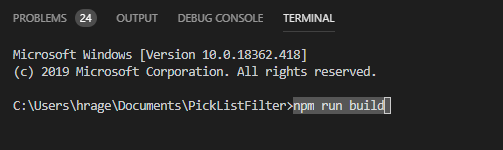 PROBLEMS 24 OUTPUT DEBUG CONSOLE TERMINAL
Microsoft Windows [Version 10.0.18362.418]
(c) 2019 Microsoft Corporation. All rights reserved.
C:\Users\hrage\Documents\PickListFilter>npm run build